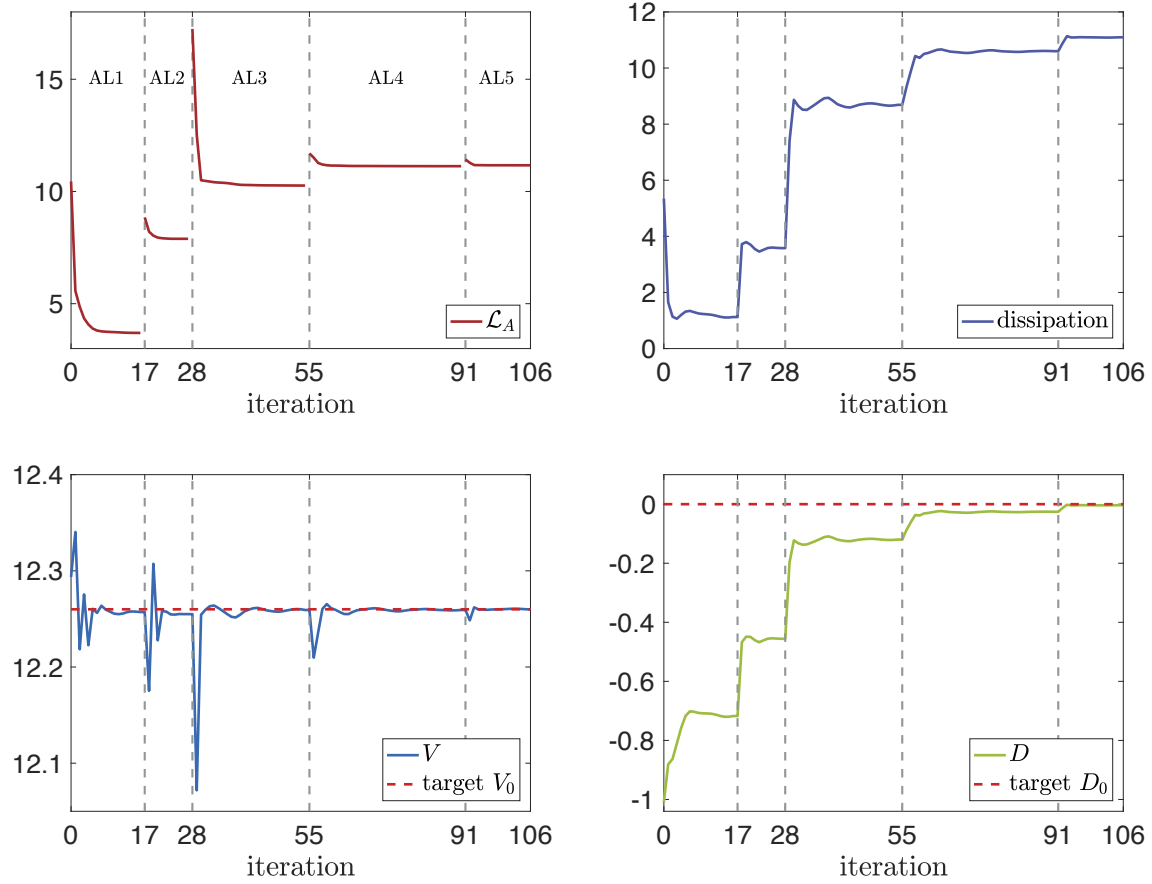 15
10
5
AL1
AL2
AL3
AL4
AL5
ℒ_A
0
17
28
55
91
106
iteration
12
10
8
6
4
2
0
dissipation
0
17
28
55
91
106
iteration
12.4
12.3
12.2
12.1
V
target V₀
0
17
28
55
91
106
iteration
0
-0.2
-0.4
-0.6
-0.8
-1
D
target D₀
0
17
28
55
91
106
iteration